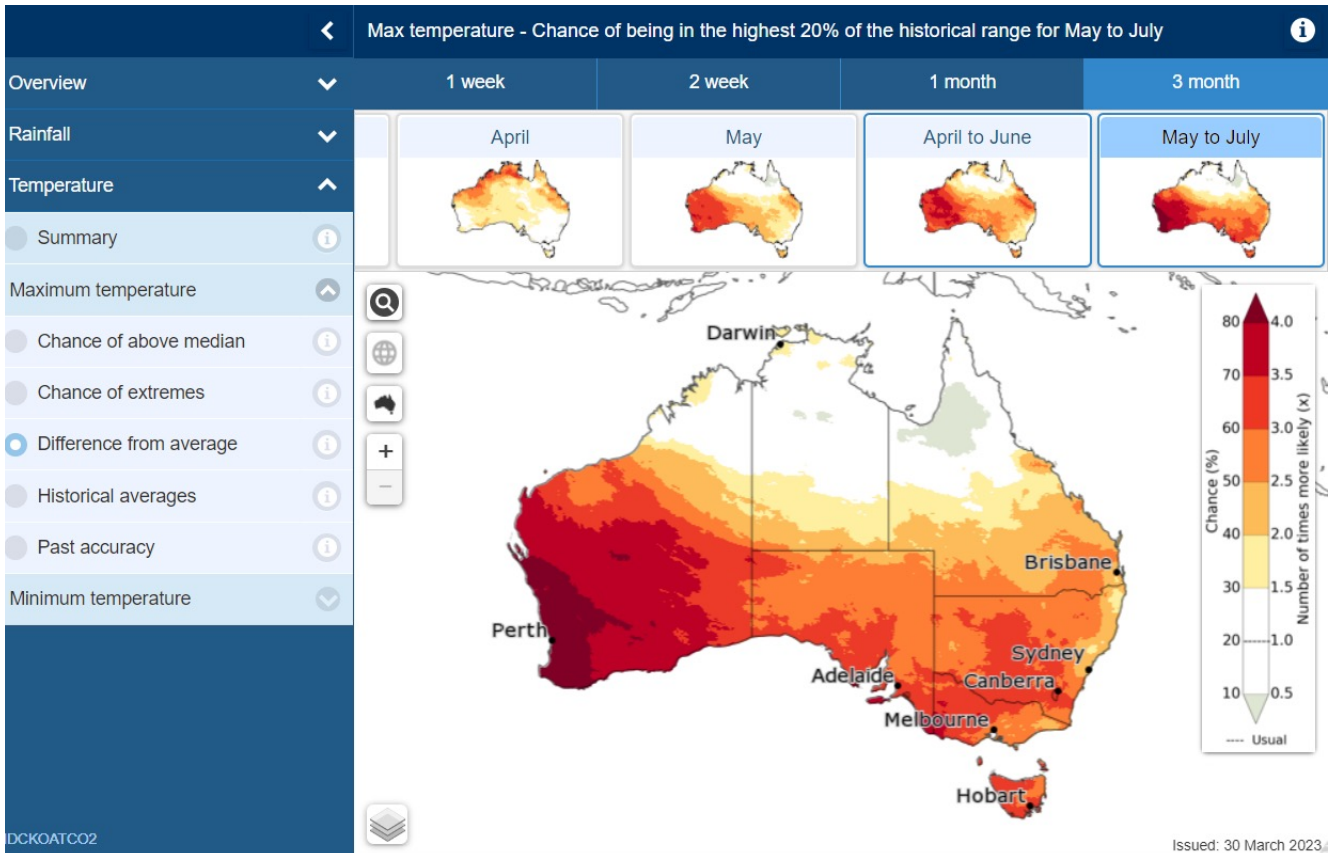 Max temperature - Chance of being in the highest 20% of the historical range for May to July
Overview
Rainfall
Temperature
Summary
Maximum temperature
Chance of above median
Chance of extremes
Difference from average
Historical averages
Past accuracy
Minimum temperature
IDCKOATCO2
1 week
2 week
1 month
3 month
April
May
April to June
May to July
Darwin
Brisbane
Perth
Sydney
Adelaide
Canberra
Melbourne
Hobart
Chance (%)
80
70
60
50
40
30
20
10
4.0
3.5
3.0
2.5
2.0
1.5
1.0
0.5
Number of times more likely (x)
---- Usual
Issued: 30 March 2023